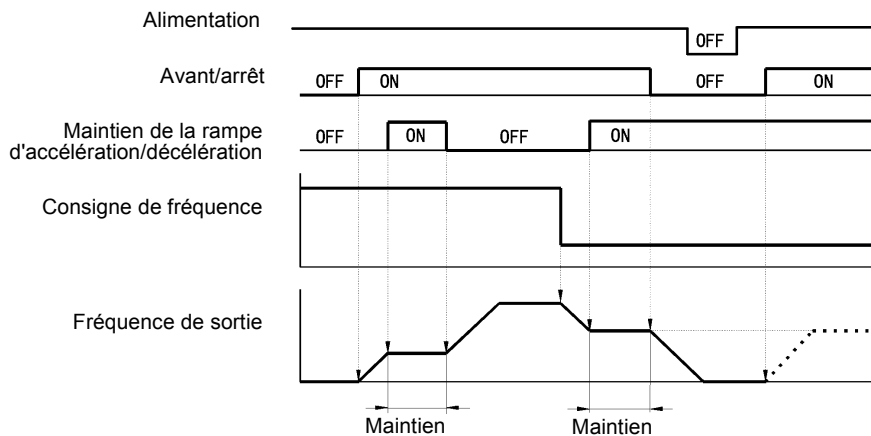 Alimentation
OFF
Avant/arrêt
OFF ON OFF ON
Maintien de la rampe
d'accélération/décélération
OFF ON OFF ON
Consigne de fréquence
Fréquence de sortie
Maintien Maintien